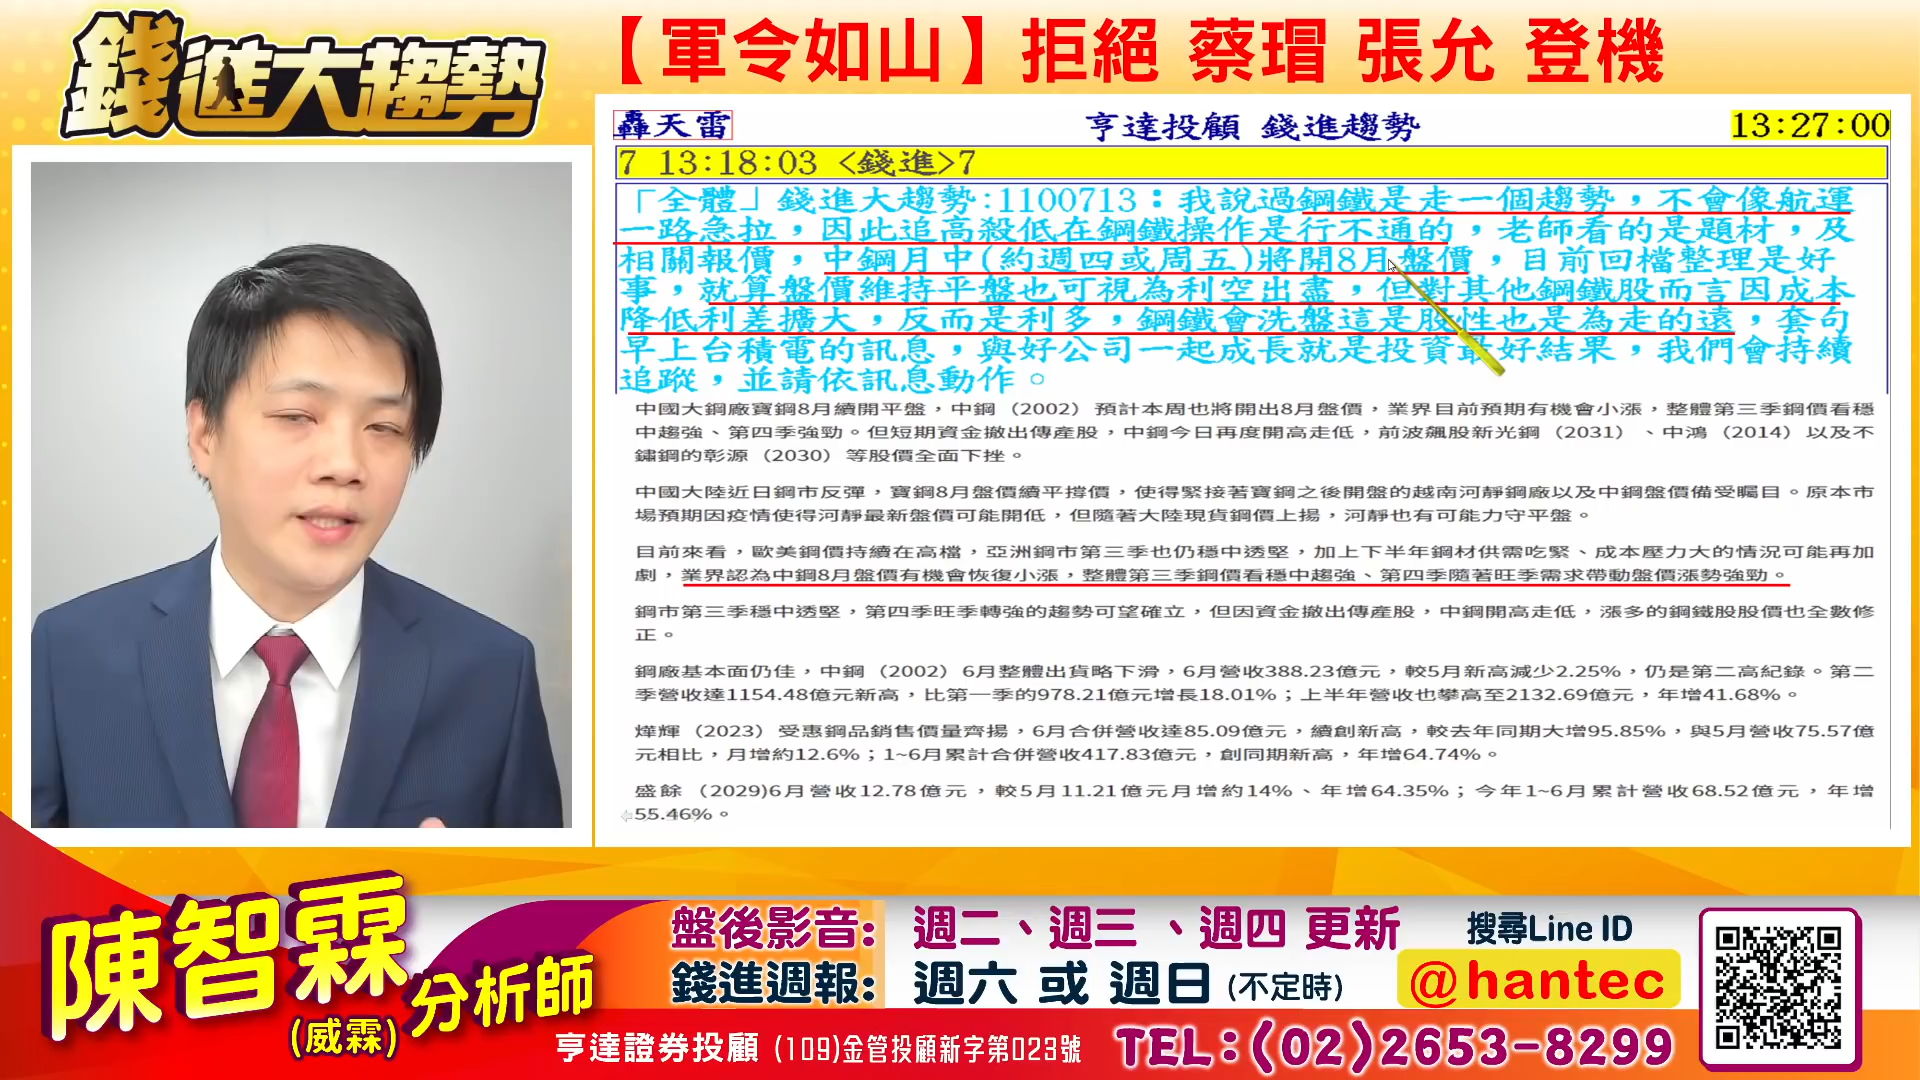 錢進大趨勢
【軍令如山】拒絕 蔡瑁 張允 登機
轟天雷
亨達投顧 錢進趨勢
13:27:00
7 13:18:03 <錢進>7
「全體」錢進大趨勢:1100713：我說過鋼鐵是走一個趨勢，不會像航運
一路急拉，因此追高殺低在鋼鐵操作是行不通的，老師看的是題材，及
相關報價，中鋼月中(約週四或周五)將開8月盤價，目前回檔整理是好
事，就算盤價維持平盤也可視為利空出盡，但對其他鋼鐵股而言因成本
降低利差擴大，反而是利多，鋼鐵會洗盤這是股性也是為走的遠，套句
早上台積電的訊息，與好公司一起成長就是投資最好結果，我們會持續
追蹤，並請依訊息動作。
中國大鋼廠寶鋼8月續開平盤，中鋼（2002）預計本周也將開出8月盤價，業界目前預期有機會小漲，整體第三季鋼價看穩
中趨強、第四季強勁。但短期資金撤出傳產股，中鋼今日再度開高走低，前波飆股新光鋼（2031）、中鴻（2014）以及不
鏽鋼的彰源（2030）等股價全面下挫。
中國大陸近日鋼市反彈，寶鋼8月盤價續平撐價，使得緊接著寶鋼之後開盤的越南河靜鋼廠以及中鋼盤價備受矚目。原本市
場預期因疫情使得河靜最新盤價可能開低，但隨著大陸現貨鋼價上揚，河靜也有可能力守平盤。
目前來看，歐美鋼價持續在高檔，亞洲鋼市第三季也仍穩中透堅，加上下半年鋼材供需吃緊、成本壓力大的情況可能再加
劇，業界認為中鋼8月盤價有機會恢復小漲，整體第三季鋼價看穩中趨強、第四季隨著旺季需求帶動盤價漲勢強勁。
鋼市第三季穩中透堅，第四季旺季轉強的趨勢可望確立，但因資金撤出傳產股，中鋼開高走低，漲多的鋼鐵股股價也全數修
正。
鋼廠基本面仍佳，中鋼（2002）6月整體出貨略下滑，6月營收388.23億元，較5月新高減少2.25%，仍是第二高紀錄。第二
季營收達1154.48億元新高，比第一季的978.21億元增長18.01%；上半年營收也攀高至2132.69億元，年增41.68%。
燁輝（2023）受惠鋼品銷售價量齊揚，6月合併營收達85.09億元，續創新高，較去年同期大增95.85%，與5月營收75.57億
元相比，月增約12.6%；1~6月累計合併營收417.83億元，創同期新高，年增64.74%。
盛餘（2029)6月營收12.78億元，較5月11.21億元月增約14%、年增64.35%；今年1~6月累計營收68.52億元，年增
55.46%。
陳智霖
(威霖)
分析師
盤後影音: 週二、週三 、週四 更新
錢進週報: 週六 或 週日 (不定時)
搜尋Line ID
@hantec
亨達證券投顧 (109)金管投顧新字第023號
TEL:(02)2653-8299